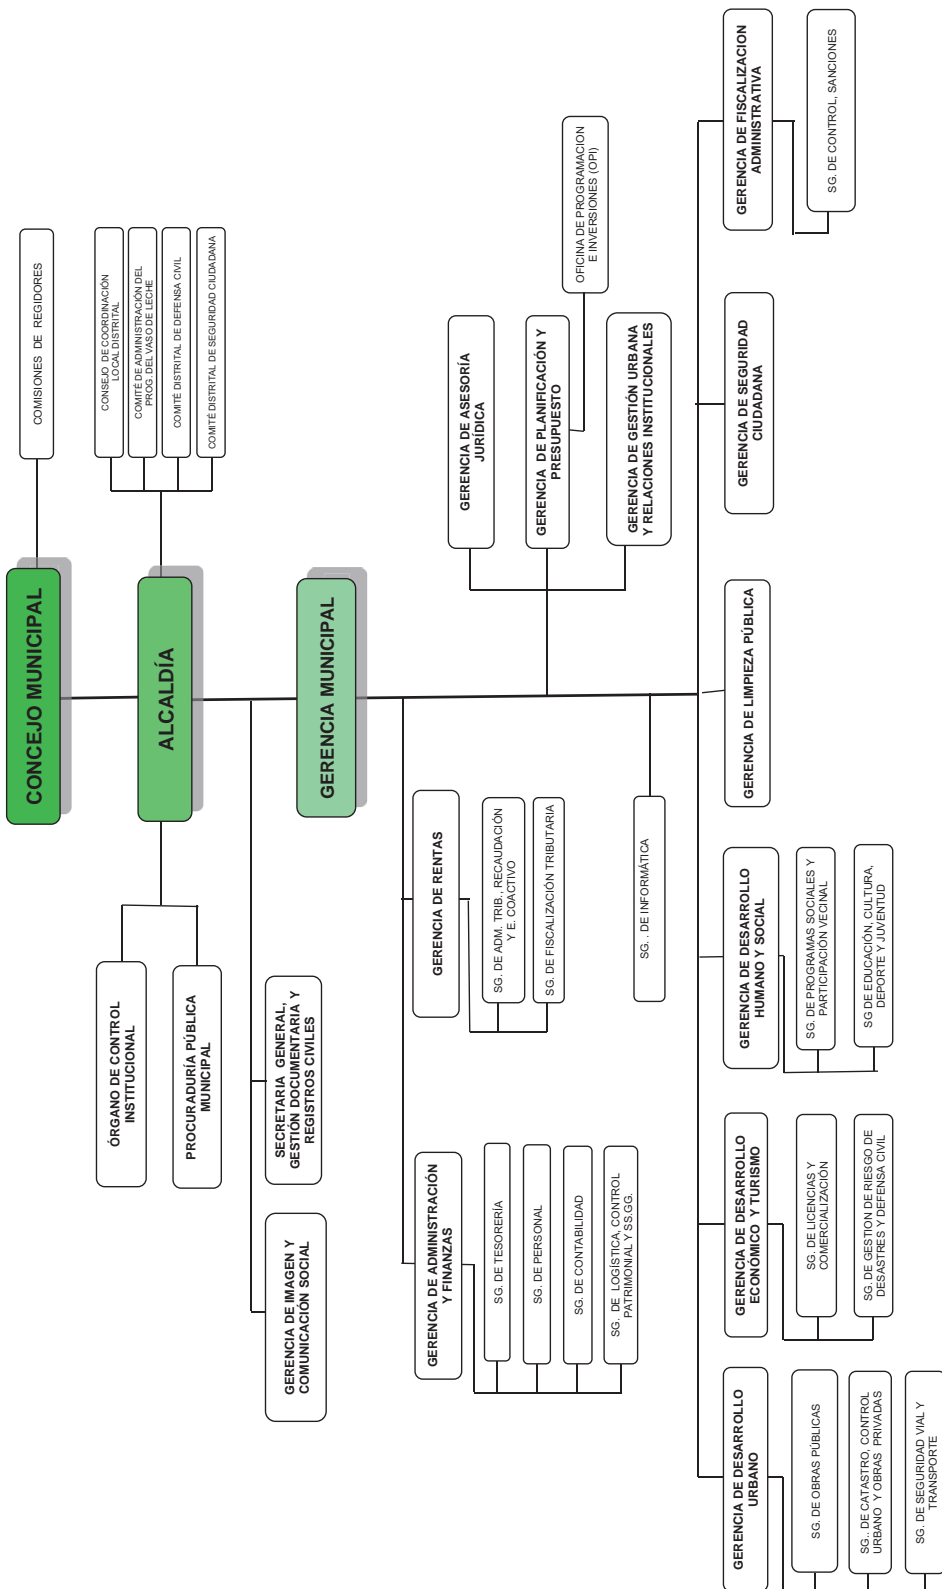 CONCEJO MUNICIPAL
COMISIONES DE REGIDORES
ALCALDÍA
CONSEJO DE COORDINACIÓN
LOCAL DISTRITAL
COMITÉ DE ADMINISTRACIÓN DEL
PROG. DEL VASO DE LECHE
COMITÉ DISTRITAL DE DEFENSA CIVIL
COMITÉ DISTRITAL DE SEGURIDAD CIUDADANA
ÓRGANO DE CONTROL
INSTITUCIONAL
PROCURADURÍA PÚBLICA
MUNICIPAL
GERENCIA DE IMAGEN Y
COMUNICACIÓN SOCIAL
SECRETARIA GENERAL,
GESTIÓN DOCUMENTARIA Y
REGISTROS CIVILES
GERENCIA MUNICIPAL
GERENCIA DE ADMINISTRACIÓN
Y FINANZAS
SG. DE TESORERÍA
SG. DE PERSONAL
SG. DE CONTABILIDAD
SG. DE LOGÍSTICA, CONTROL
PATRIMONIAL Y SS.GG.
GERENCIA DE RENTAS
SG. DE ADM. TRIB., RECAUDACIÓN
Y E. COACTIVO
SG. DE FISCALIZACIÓN TRIBUTARIA
GERENCIA DE ASESORÍA
JURÍDICA
GERENCIA DE PLANIFICACIÓN Y
PRESUPUESTO
OFICINA DE PROGRAMACION
E INVERSIONES (OPI)
GERENCIA DE GESTIÓN URBANA
Y RELACIONES INSTITUCIONALES
SG. . DE INFORMÁTICA
GERENCIA DE DESARROLLO
URBANO
SG. DE OBRAS PÚBLICAS
SG. . DE CATASTRO, CONTROL
URBANO Y OBRAS PRIVADAS
SG. DE SEGURIDAD VIAL Y
TRANSPORTE
GERENCIA DE DESARROLLO
ECONÓMICO Y TURISMO
SG. DE LICENCIAS Y
COMERCIALIZACIÓN
SG. DE GESTION DE RIESGO DE
DESASTRES Y DEFENSA CIVIL
GERENCIA DE DESARROLLO
HUMANO Y SOCIAL
SG. DE PROGRAMAS SOCIALES Y
PARTICIPACIÓN VECINAL
SG DE EDUCACIÓN, CULTURA,
DEPORTE Y JUVENTUD
GERENCIA DE LIMPIEZA PÚBLICA
GERENCIA DE SEGURIDAD
CIUDADANA
GERENCIA DE FISCALIZACION
ADMINISTRATIVA
SG. DE CONTROL, SANCIONES